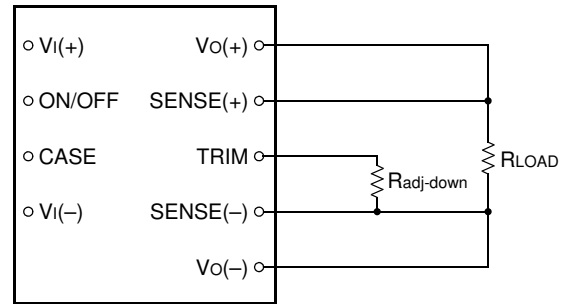 VI(+) VO(+)
ON/OFF SENSE(+)
CASE TRIM
RLOAD
Radj-down
VI(–) SENSE(–)
VO(–)